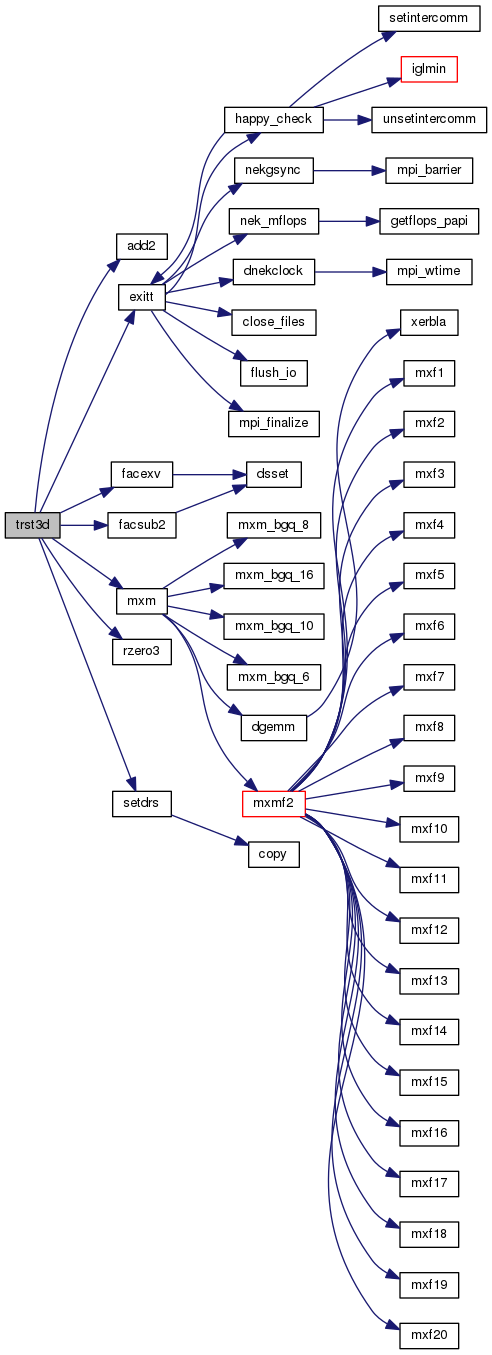 setintercomm
iglmin
happy_check
unsetintercomm
nekgsync
mpi_barrier
nek_mflops
getflops_papi
add2
dnekclock
mpi_wtime
exitt
close_files
xerbla
flush_io
mxf1
mpi_finalize
mxf2
facexv
dsset
mxf3
trst3d
facsub2
mxm_bgq_8
mxf4
mxm_bgq_16
mxf5
mxm
mxm_bgq_10
mxf6
rzero3
mxm_bgq_6
mxf7
dgemm
mxf8
mxf9
setdrs
mxmf2
mxf10
copy
mxf11
mxf12
mxf13
mxf14
mxf15
mxf16
mxf17
mxf18
mxf19
mxf20